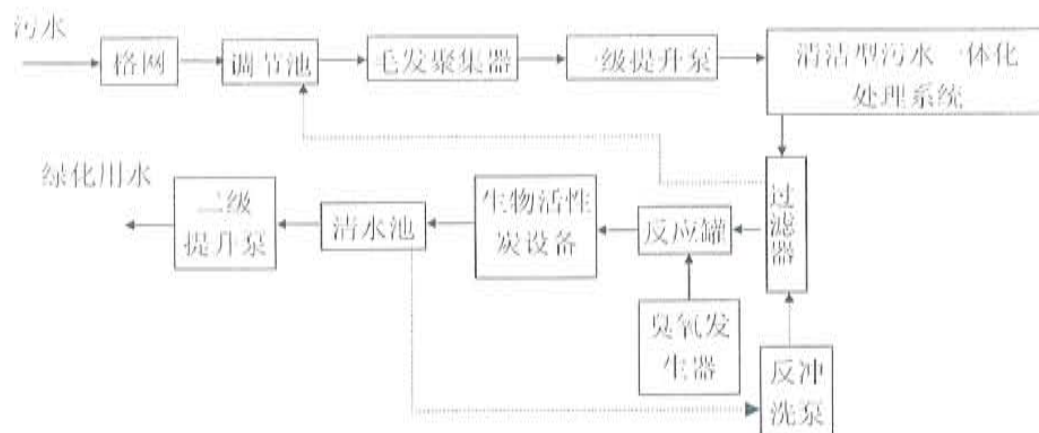 污水
格网
调节池
毛发聚集器
一级提升泵
清洁型污水一体化
处理系统
绿化用水
二级
提升泵
清水池
生物活性
炭设备
反应罐
过
滤
器
臭氧发
生器
反冲
洗泵